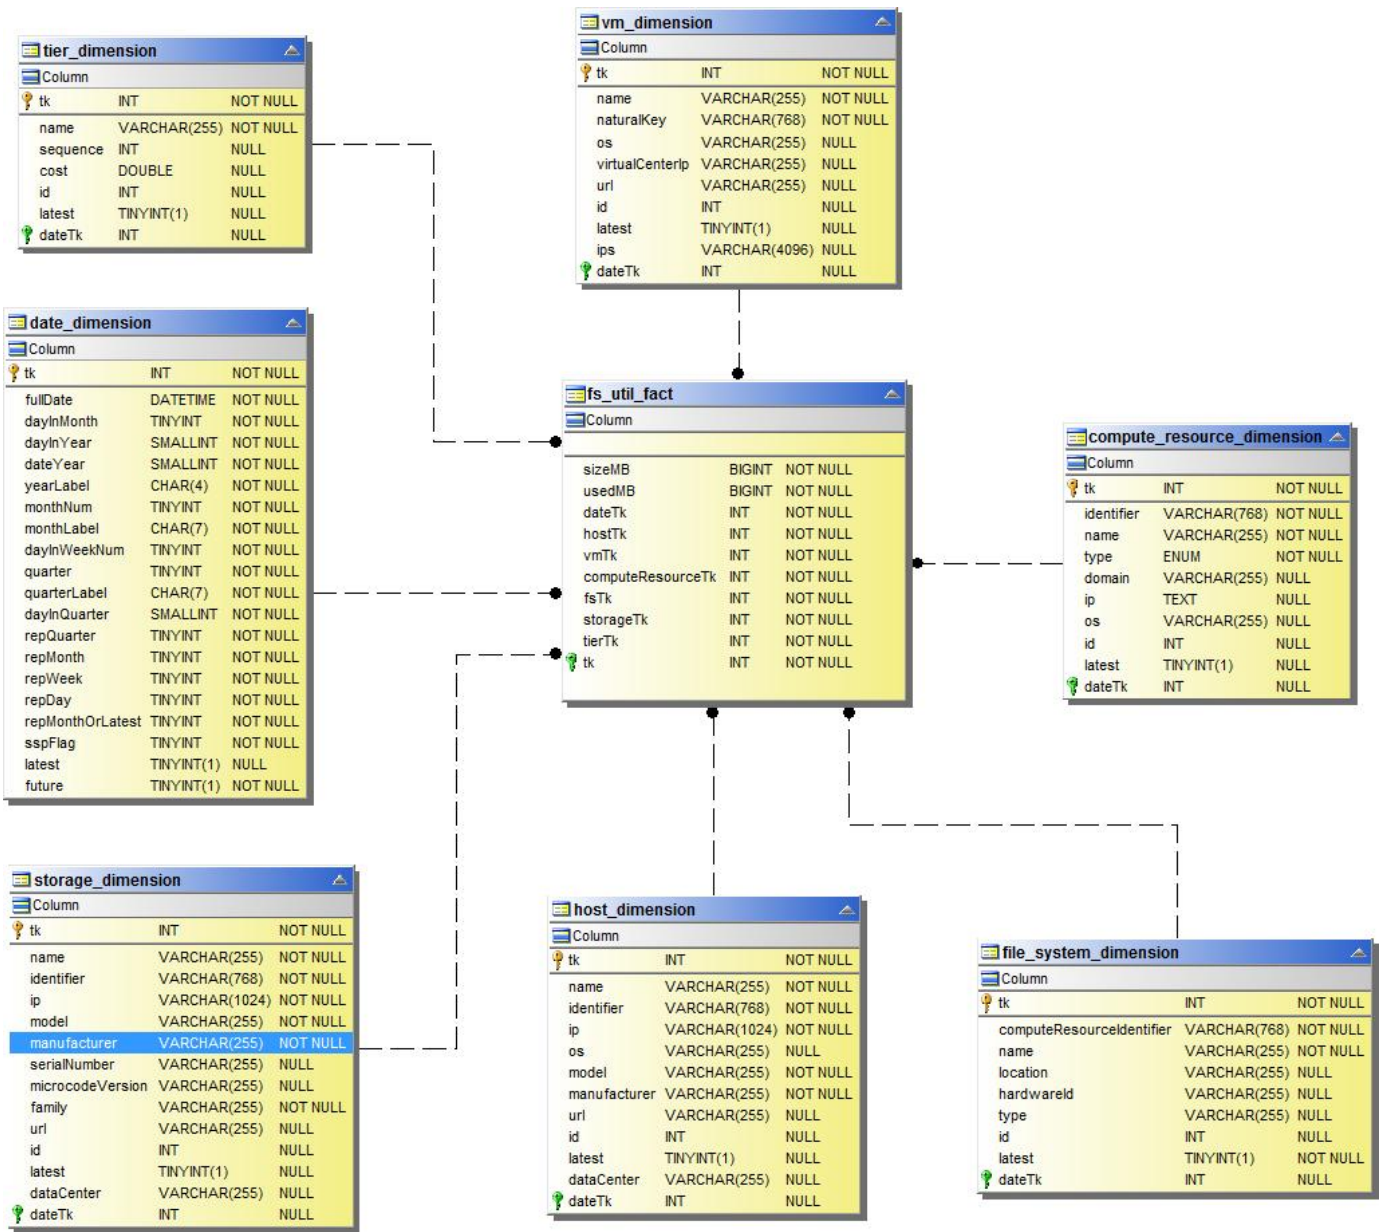 tier_dimension
Column
tk INT NOT NULL
name VARCHAR(255) NOT NULL
sequence INT NULL
cost DOUBLE NULL
id INT NULL
latest TINYINT(1) NULL
dateTk INT NULL
vm_dimension
Column
tk INT NOT NULL
name VARCHAR(255) NOT NULL
naturalKey VARCHAR(768) NOT NULL
os VARCHAR(255) NULL
virtualCenterIp VARCHAR(255) NULL
url VARCHAR(255) NULL
id INT NULL
latest TINYINT(1) NULL
ips VARCHAR(4096) NULL
dateTk INT NULL
date_dimension
Column
tk INT NOT NULL
fullDate DATETIME NOT NULL
dayInMonth TINYINT NOT NULL
dayInYear SMALLINT NOT NULL
dateYear SMALLINT NOT NULL
yearLabel CHAR(4) NOT NULL
monthNum TINYINT NOT NULL
monthLabel CHAR(7) NOT NULL
dayInWeekNum TINYINT NOT NULL
quarter TINYINT NOT NULL
quarterLabel CHAR(7) NOT NULL
dayInQuarter SMALLINT NOT NULL
repQuarter TINYINT NOT NULL
repMonth TINYINT NOT NULL
repWeek TINYINT NOT NULL
repDay TINYINT NOT NULL
repMonthOrLatest TINYINT NOT NULL
sspFlag TINYINT NOT NULL
latest TINYINT(1) NULL
future TINYINT(1) NOT NULL
fs_util_fact
Column
sizeMB BIGINT NOT NULL
usedMB BIGINT NOT NULL
dateTk INT NOT NULL
hostTk INT NOT NULL
vmTk INT NOT NULL
computeResourceTk INT NOT NULL
fsTk INT NOT NULL
storageTk INT NOT NULL
tierTk INT NOT NULL
tk INT NOT NULL
compute_resource_dimension
Column
tk INT NOT NULL
identifier VARCHAR(768) NOT NULL
name VARCHAR(255) NOT NULL
type ENUM NOT NULL
domain VARCHAR(255) NULL
ip TEXT NULL
os VARCHAR(255) NULL
id INT NULL
latest TINYINT(1) NULL
dateTk INT NULL
storage_dimension
Column
tk INT NOT NULL
name VARCHAR(255) NOT NULL
identifier VARCHAR(768) NOT NULL
ip VARCHAR(1024) NOT NULL
model VARCHAR(255) NOT NULL
manufacturer VARCHAR(255) NOT NULL
serialNumber VARCHAR(255) NULL
microcodeVersion VARCHAR(255) NULL
family VARCHAR(255) NOT NULL
url VARCHAR(255) NULL
id INT NULL
latest TINYINT(1) NULL
dataCenter VARCHAR(255) NULL
dateTk INT NULL
host_dimension
Column
tk INT NOT NULL
name VARCHAR(255) NOT NULL
identifier VARCHAR(768) NOT NULL
ip VARCHAR(1024) NOT NULL
os VARCHAR(255) NULL
model VARCHAR(255) NOT NULL
manufacturer VARCHAR(255) NOT NULL
url VARCHAR(255) NULL
id INT NULL
latest TINYINT(1) NULL
dataCenter VARCHAR(255) NULL
dateTk INT NULL
file_system_dimension
Column
tk INT NOT NULL
computeResourceIdentifier VARCHAR(768) NOT NULL
name VARCHAR(255) NOT NULL
location VARCHAR(255) NULL
hardwareId VARCHAR(255) NULL
type VARCHAR(255) NULL
id INT NULL
latest TINYINT(1) NOT NULL
dateTk INT NULL